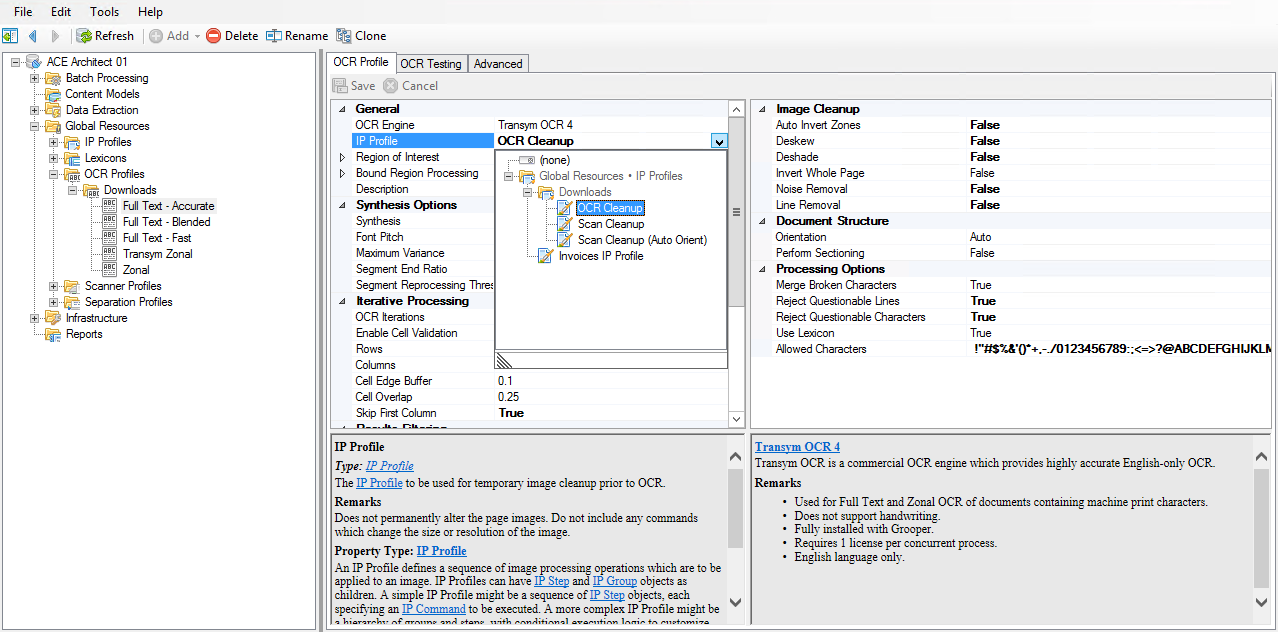 File Edit Tools Help
Refresh Add Delete Rename Clone
ACE Architect 01
Batch Processing
Content Models
Data Extraction
Global Resources
IP Profiles
Lexicons
OCR Profiles
Downloads
Full Text - Accurate
Full Text - Blended
Full Text - Fast
Transym Zonal
Zonal
Scanner Profiles
Separation Profiles
Infrastructure
Reports
OCR Profile OCR Testing Advanced
Save Cancel
General
OCR Engine Transym OCR 4
IP Profile OCR Cleanup
Region of Interest
Bound Region Processing
Description
Synthesis Options
Synthesis
Font Pitch
Maximum Variance
Segment End Ratio
Segment Reprocessing Thres
Iterative Processing
OCR Iterations
Enable Cell Validation
Rows
Columns
Cell Edge Buffer 0.1
Cell Overlap 0.25
Skip First Column True
Results Filtering
(none)
Global Resources • IP Profiles
Downloads
OCR Cleanup
Scan Cleanup
Scan Cleanup (Auto Orient)
Invoices IP Profile
Image Cleanup
Auto Invert Zones False
Deskew False
Deshade False
Invert Whole Page False
Noise Removal False
Line Removal False
Document Structure
Orientation Auto
Perform Sectioning False
Processing Options
Merge Broken Characters True
Reject Questionable Lines True
Reject Questionable Characters True
Use Lexicon True
Allowed Characters !"#$%&'()*+,-./0123456789:;<=>?@ABCDEFGHIJKLM
IP Profile
Type: IP Profile
The IP Profile to be used for temporary image cleanup prior to OCR.
Remarks
Does not permanently alter the page images. Do not include any commands
which change the size or resolution of the image.
Property Type: IP Profile
An IP Profile defines a sequence of image processing operations which are to be
applied to an image. IP Profiles can have IP Step and IP Group objects as
children. A simple IP Profile might be a sequence of IP Step objects, each
specifying an IP Command to be executed. A more complex IP Profile might be
a hierarchy of groups and steps, with conditional execution logic to customize
Transym OCR 4
Transym OCR is a commercial OCR engine which provides highly accurate English-only OCR.
Remarks
• Used for Full Text and Zonal OCR of documents containing machine print characters.
• Does not support handwriting.
• Fully installed with Grooper.
• Requires 1 license per concurrent process.
• English language only.